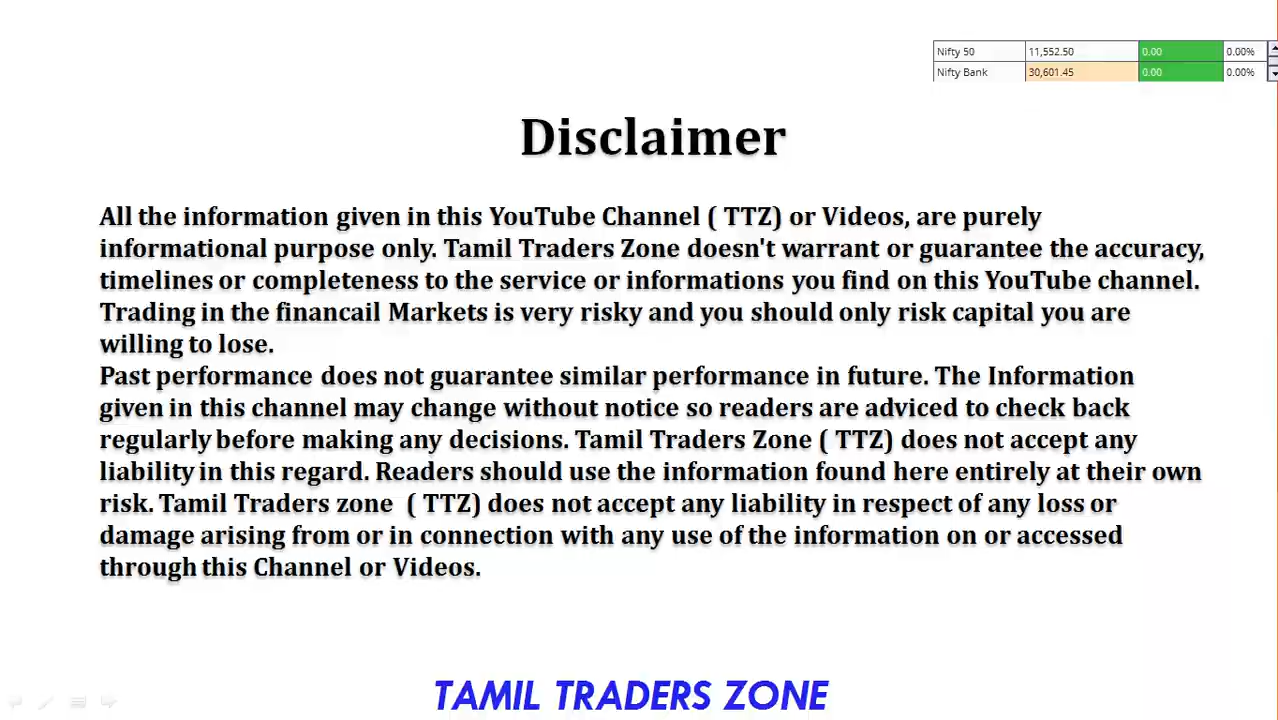 Nifty 50 11,552.50 0.00 0.00%
Nifty Bank 30,601.45 0.00 0.00%
Disclaimer
All the information given in this YouTube Channel ( TTZ) or Videos, are purely
informational purpose only. Tamil Traders Zone doesn't warrant or guarantee the accuracy,
timelines or completeness to the service or informations you find on this YouTube channel.
Trading in the financail Markets is very risky and you should only risk capital you are
willing to lose.
Past performance does not guarantee similar performance in future. The Information
given in this channel may change without notice so readers are adviced to check back
regularly before making any decisions. Tamil Traders Zone ( TTZ) does not accept any
liability in this regard. Readers should use the information found here entirely at their own
risk. Tamil Traders zone  ( TTZ) does not accept any liability in respect of any loss or
damage arising from or in connection with any use of the information on or accessed
through this Channel or Videos.
TAMIL TRADERS ZONE